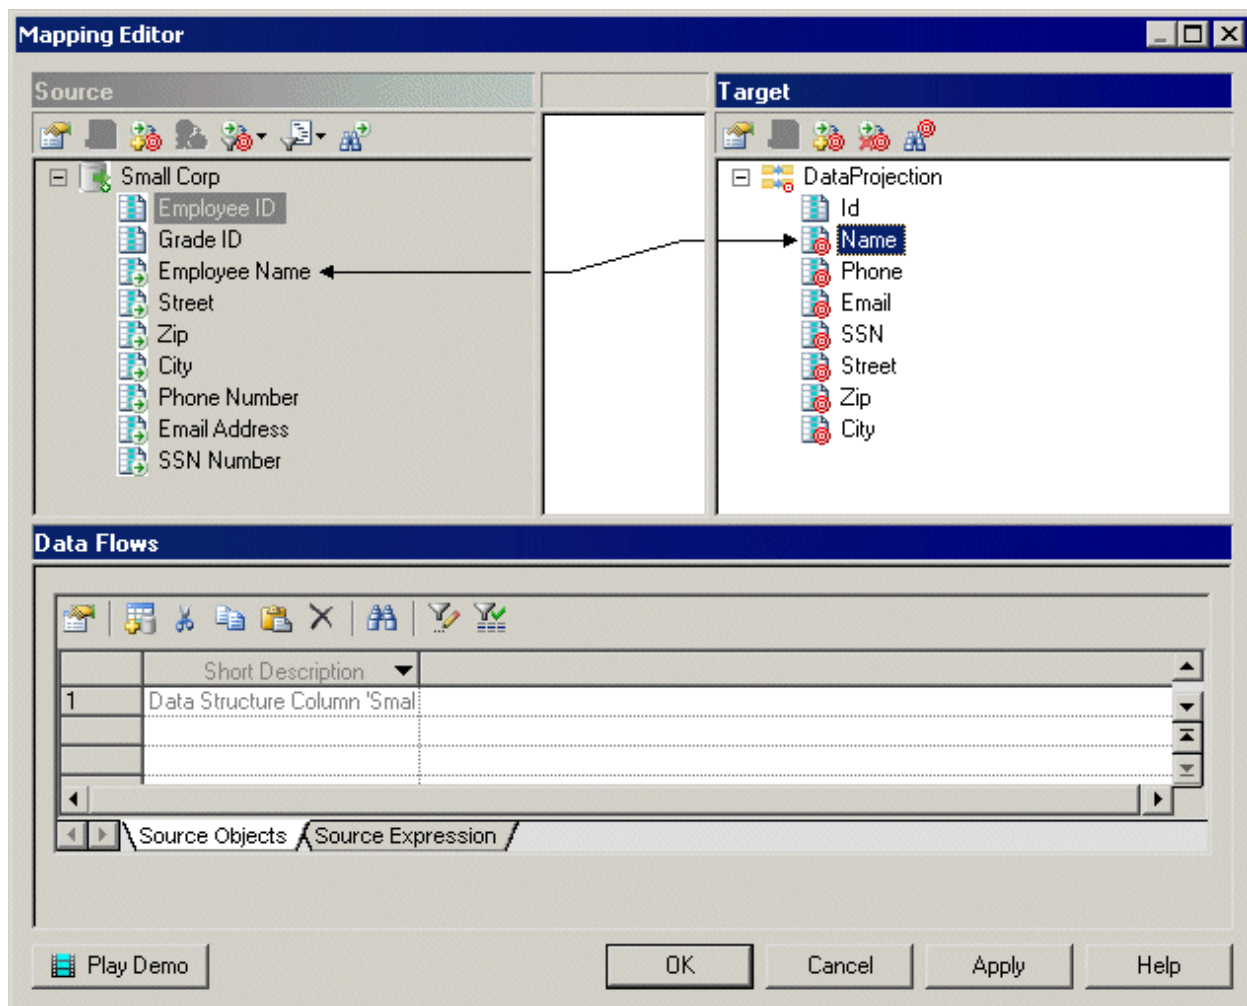 Mapping Editor
Source
Target
Small Corp
Employee ID
Grade ID
Employee Name
Street
Zip
City
Phone Number
Email Address
SSN Number
DataProjection
Id
Name
Phone
Email
SSN
Street
Zip
City
Data Flows
Short Description
1 Data Structure Column 'Smal
Source Objects Source Expression
Play Demo OK Cancel Apply Help